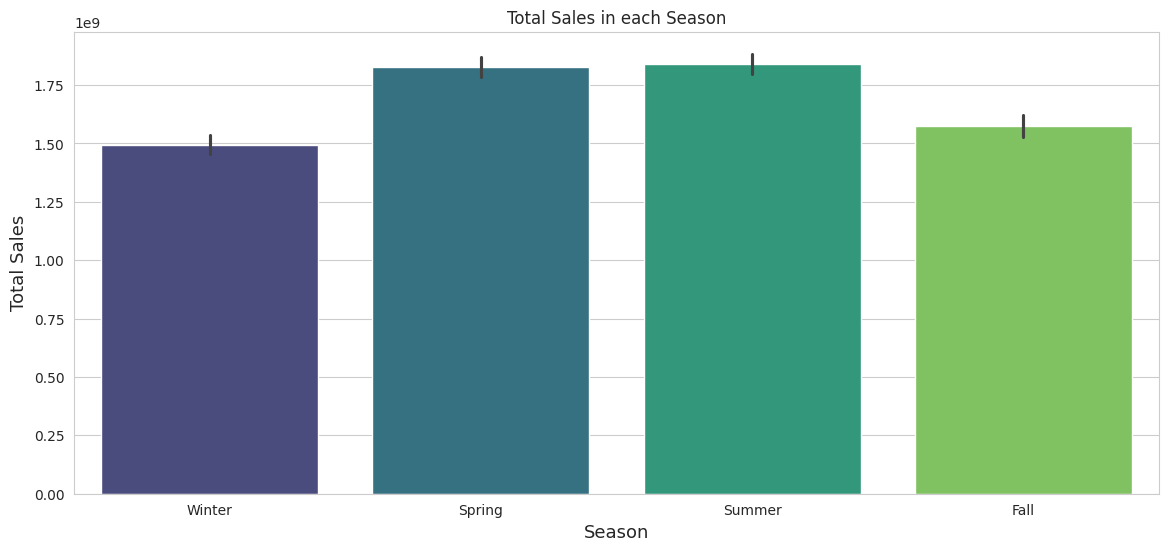 Total Sales in each Season
1e9
1.75
1.50
1.25
1.00
0.75
0.50
0.25
0.00
Total Sales
Winter Spring Summer Fall
Season